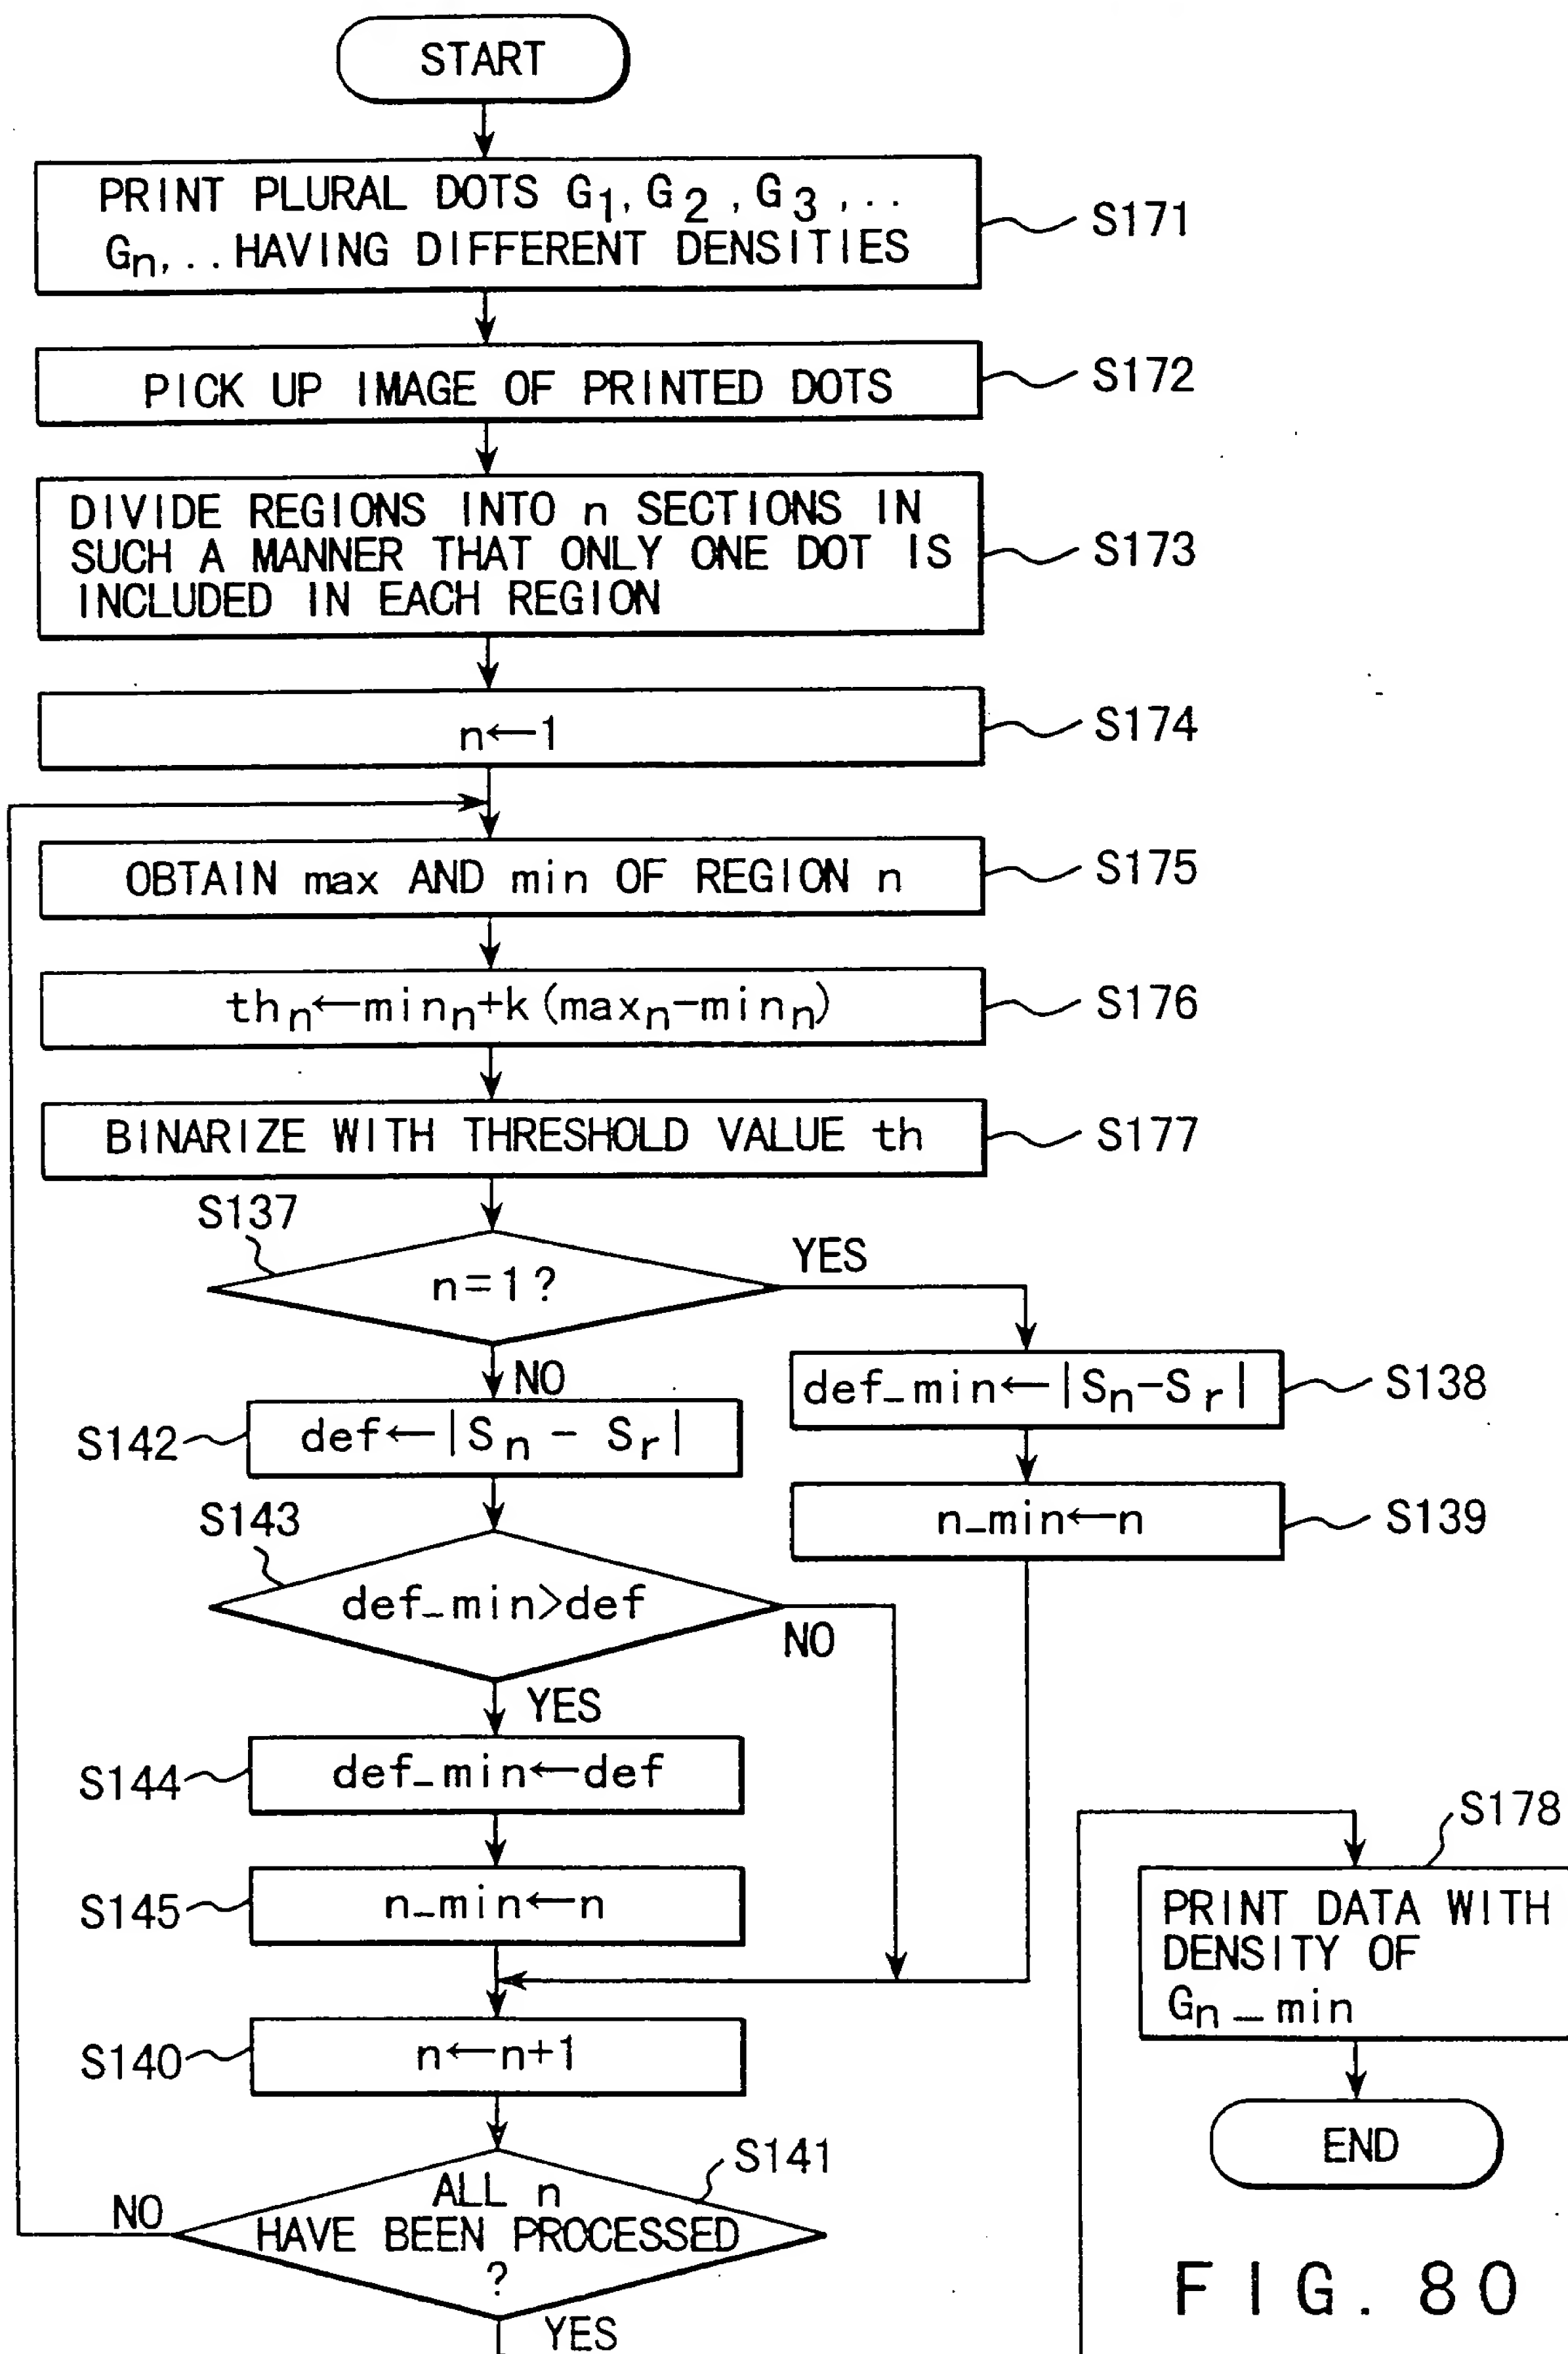 START
PRINT PLURAL DOTS G1, G2, G3,..
Gn,.. HAVING DIFFERENT DENSITIES
S171
PICK UP IMAGE OF PRINTED DOTS
S172
DIVIDE REGIONS INTO n SECTIONS IN
SUCH A MANNER THAT ONLY ONE DOT IS
INCLUDED IN EACH REGION
S173
n←1
S174
OBTAIN max AND min OF REGION n
S175
thn←minn+k(maxn-minn)
S176
BINARIZE WITH THRESHOLD VALUE th
S177
S137
n=1?
YES
NO
def_min←|Sn-Sr|
S138
S142
def←|Sn - Sr|
n_min←n
S139
S143
def_min>def
NO
YES
S144
def_min←def
S145
n_min←n
S140
n←n+1
S141
ALL n
HAVE BEEN PROCESSED
?
NO
YES
S178
PRINT DATA WITH
DENSITY OF
Gn_min
END
FIG. 80